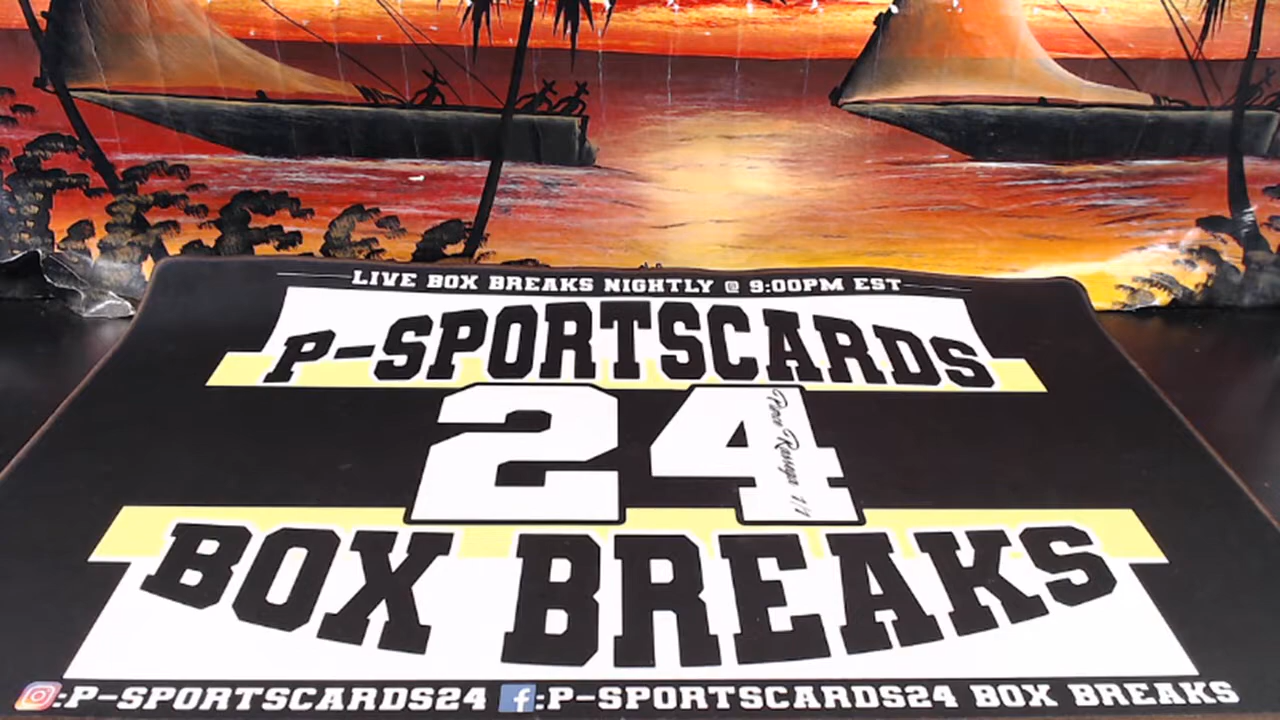 LIVE BOX BREAKS NIGHTLY @ 9:00PM EST
P-SPORTSCARDS
24
BOX BREAKS
:P-SPORTSCARDS24 :P-SPORTSCARDS24 BOX BREAKS